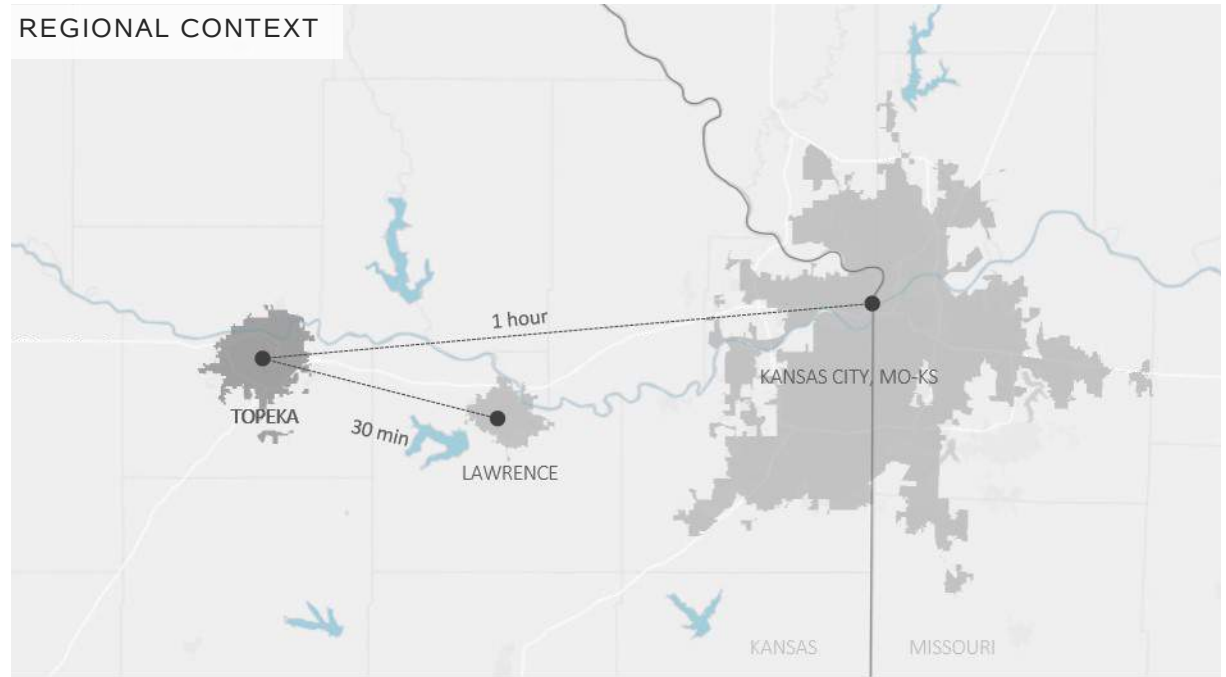 REGIONAL CONTEXT
1 hour
KANSAS CITY, MO-KS
TOPEKA
30 min
LAWRENCE
KANSAS
MISSOURI